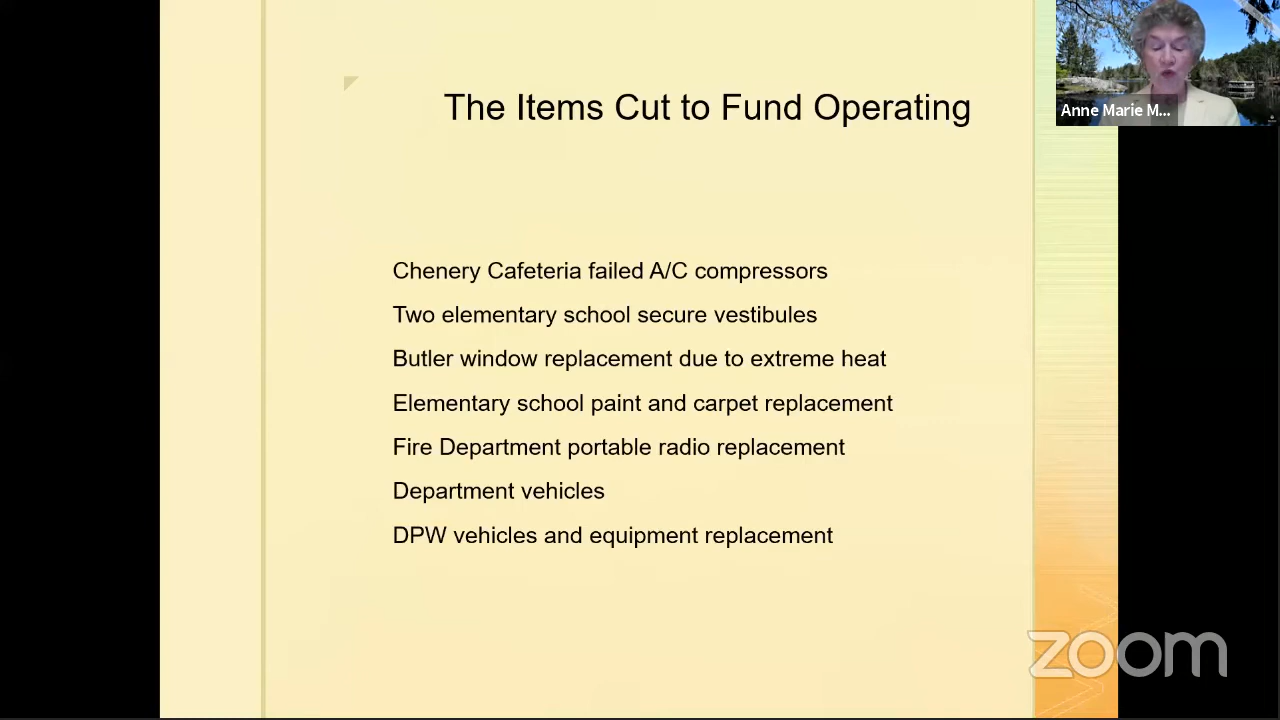 The Items Cut to Fund Operating
Anne Marie M...
Chenery Cafeteria failed A/C compressors
Two elementary school secure vestibules
Butler window replacement due to extreme heat
Elementary school paint and carpet replacement
Fire Department portable radio replacement
Department vehicles
DPW vehicles and equipment replacement
zoom